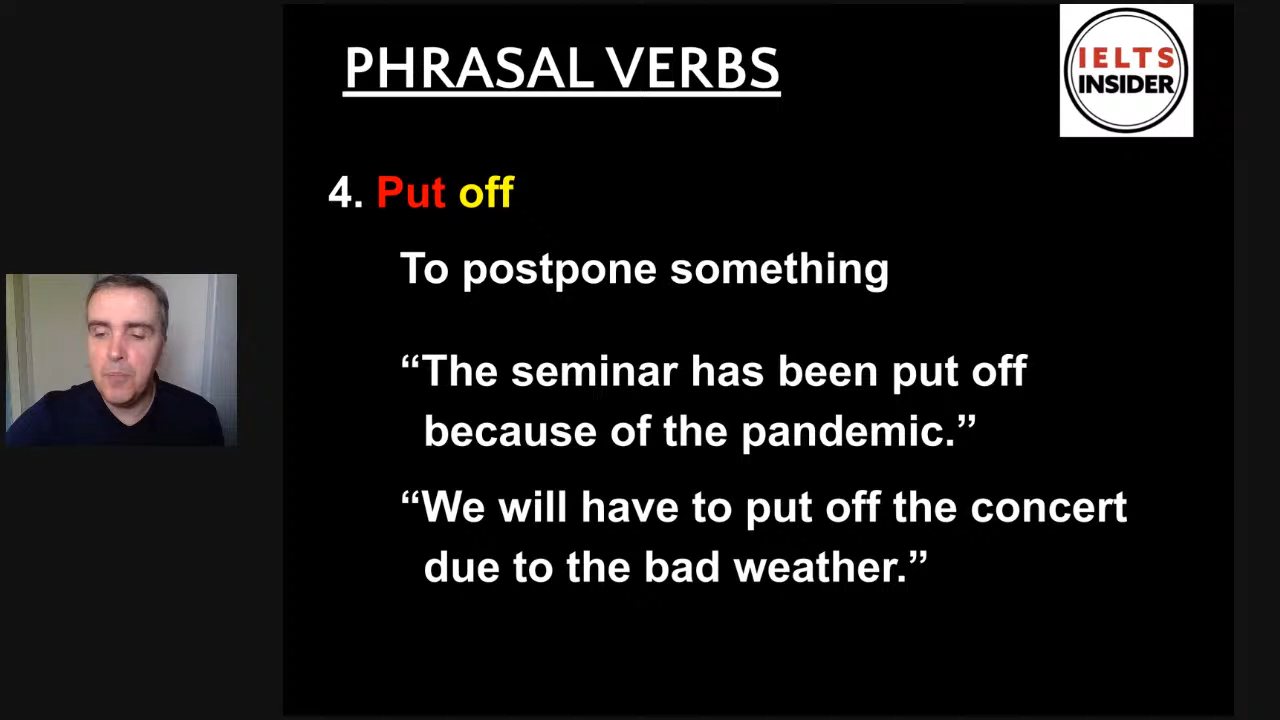 PHRASAL VERBS
IELTS
INSIDER
4. Put off
To postpone something
“The seminar has been put off
because of the pandemic.”
“We will have to put off the concert
due to the bad weather.”